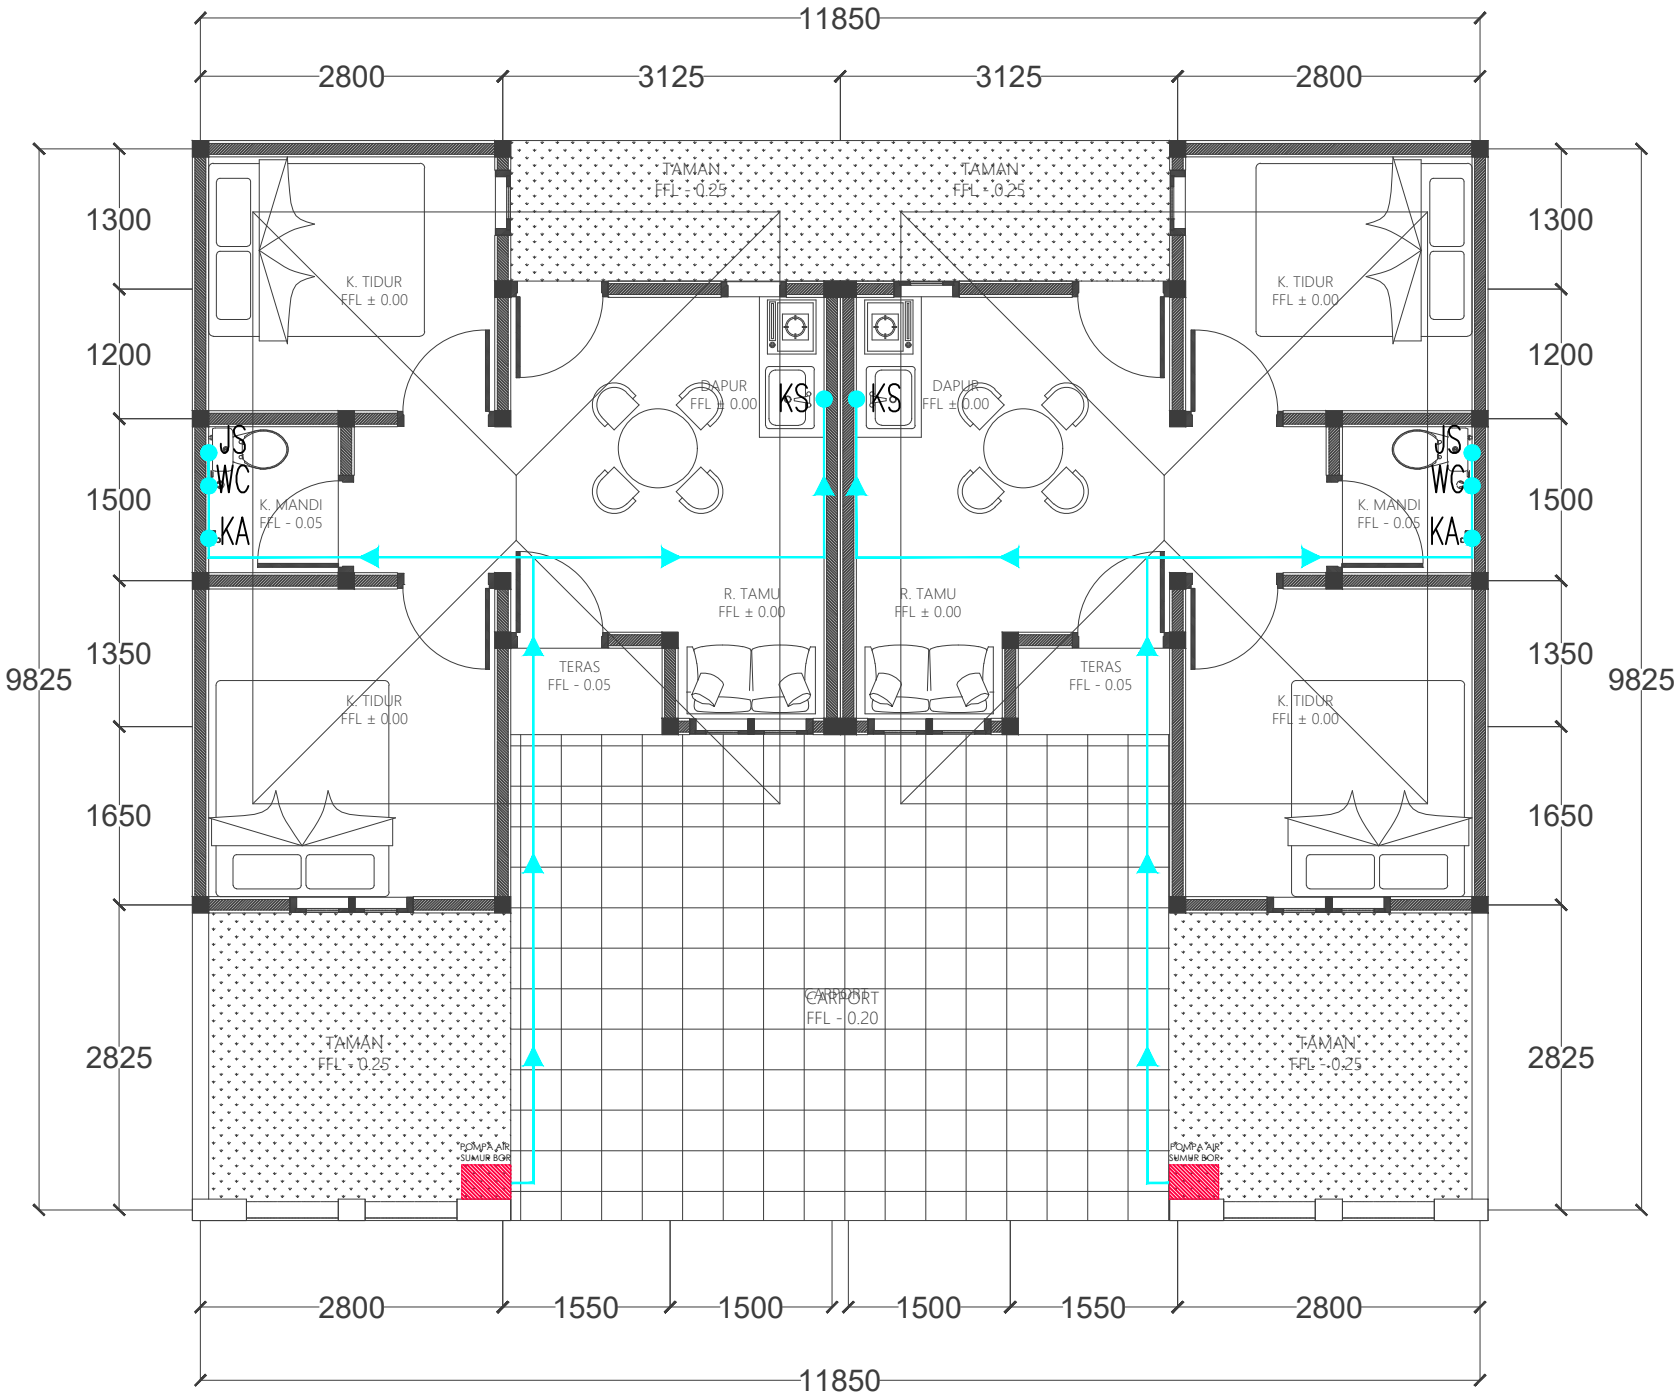 11850
2800
3125
3125
2800
TAMAN
FFL - 0.25
TAMAN
FFL - 0.25
1300
1300
K. TIDUR
FFL ± 0.00
K. TIDUR
FFL ± 0.00
1200
1200
DAPUR
FFL ± 0.00
KS
KS
DAPUR
FFL ± 0.00
JS
WC
KA
JS
WC
KA
1500
K. MANDI
FFL - 0.05
K. MANDI
FFL - 0.05
1500
R. TAMU
FFL ± 0.00
R. TAMU
FFL ± 0.00
1350
1350
9825
9825
TERAS
FFL - 0.05
TERAS
FFL - 0.05
K. TIDUR
FFL ± 0.00
K. TIDUR
FFL ± 0.00
1650
1650
CARPORT
CARPORT
FFL - 0.20
2825
TAMAN
FFL - 0.25
TAMAN
FFL - 0.25
2825
POMPA AIR
SUMUR BOR
POMPA AIR
SUMUR BOR
2800
1550
1500
1500
1550
2800
11850